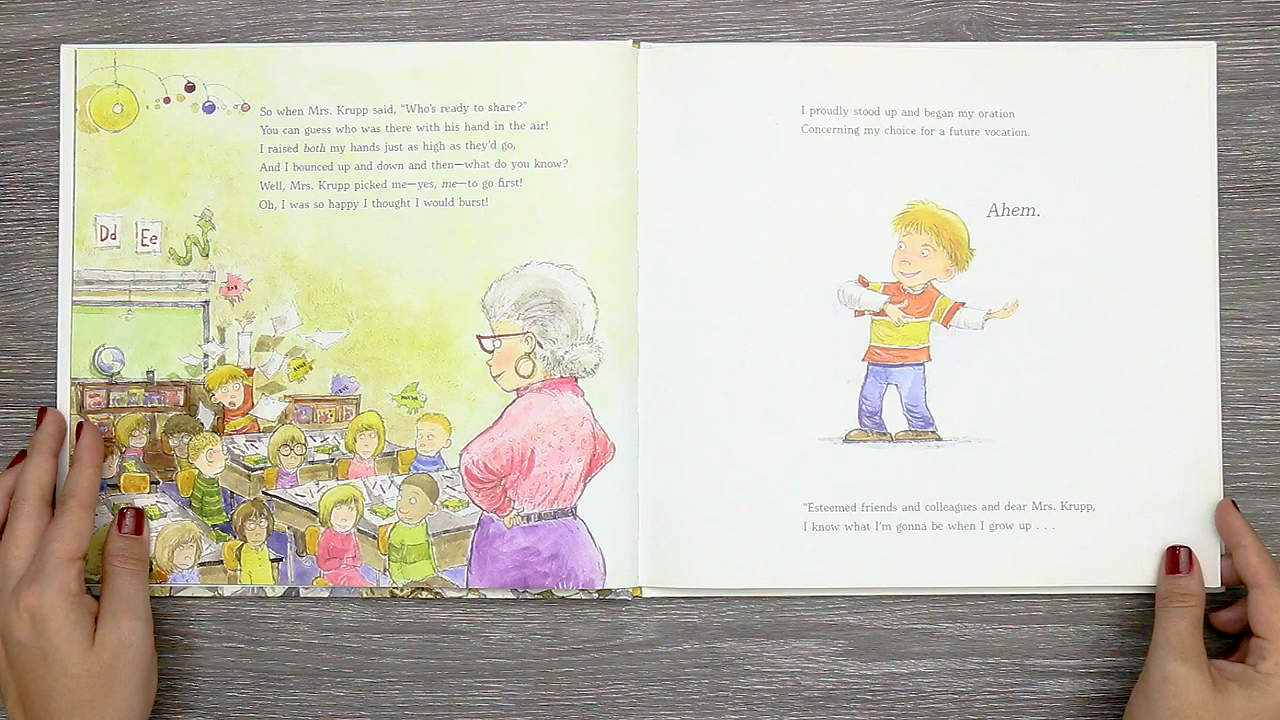 So when Mrs. Krupp said, “Who’s ready to share?”
You can guess who was there with his hand in the air!
I raised both my hands just as high as they’d go,
And I bounced up and down and then—what do you know?
Well, Mrs. Krupp picked me—yes, me—to go first!
Oh, I was so happy I thought I would burst!
Dd
Ee
I proudly stood up and began my oration
Concerning my choice for a future vocation.
Ahem.
“Esteemed friends and colleagues and dear Mrs. Krupp,
I know what I’m gonna be when I grow up . . .